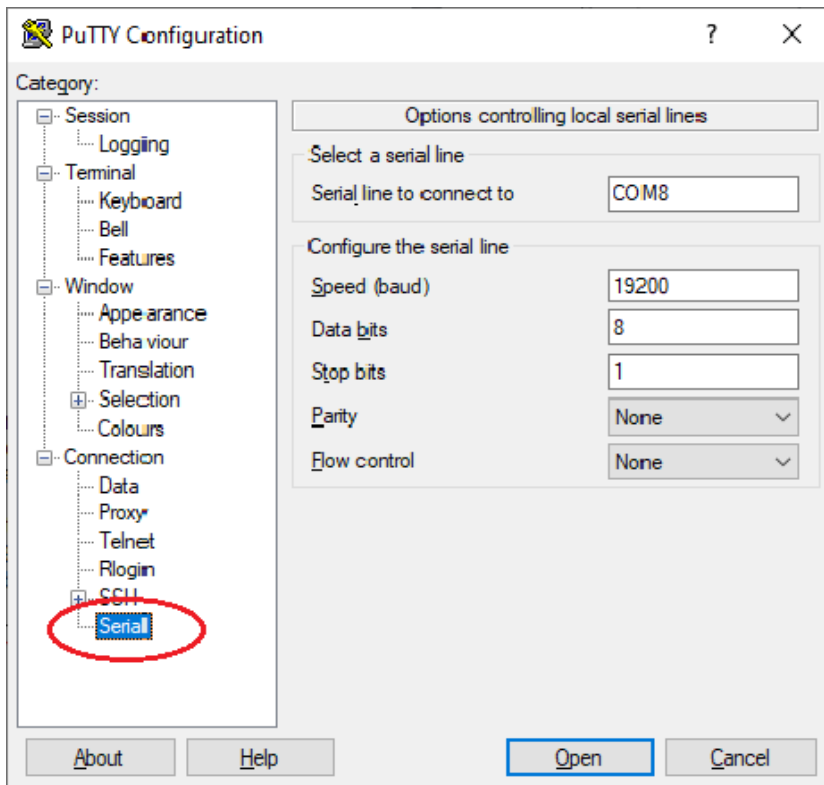 PuTTY Configuration
?
Category:
Session
Logging
Terminal
Keyboard
Bell
Features
Window
Appearance
Behaviour
Translation
Selection
Colours
Connection
Data
Proxy
Telnet
Rlogin
SSH
Serial
Options controlling local serial lines
Select a serial line
Serial line to connect to COM8
Configure the serial line
Speed (baud) 19200
Data bits 8
Stop bits 1
Parity None
Flow control None
About Help Open Cancel